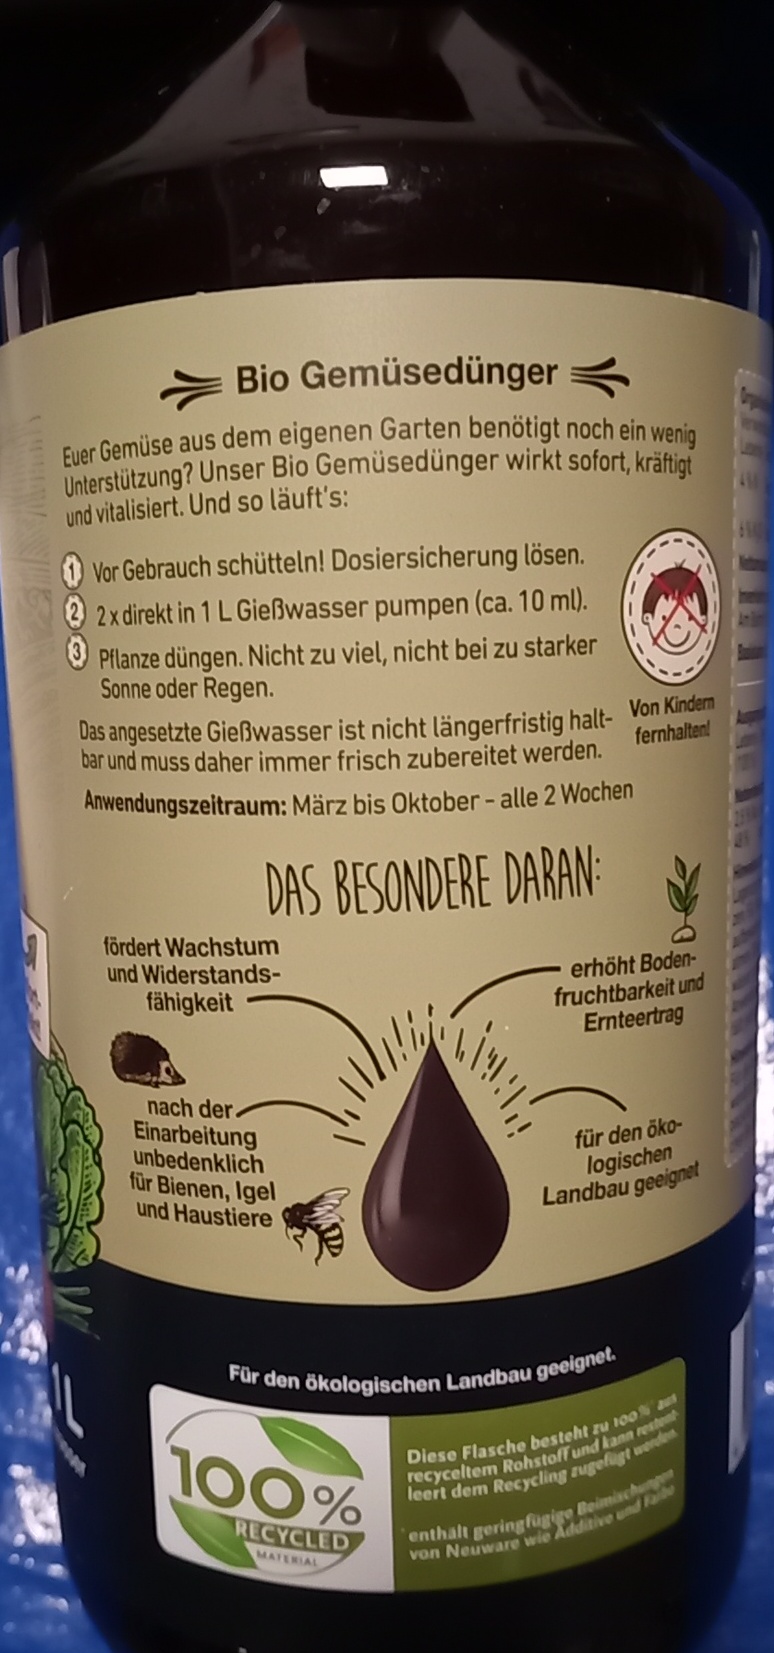 Bio Gemüsedünger
Euer Gemüse aus dem eigenen Garten benötigt noch ein wenig
Unterstützung? Unser Bio Gemüsedünger wirkt sofort, kräftigt
und vitalisiert. Und so läuft's:
1 Vor Gebrauch schütteln! Dosiersicherung lösen.
2 2 x direkt in 1 L Gießwasser pumpen (ca. 10 ml).
3 Pflanze düngen. Nicht zu viel, nicht bei zu starker
Sonne oder Regen.
Von Kindern
fernhalten!
Das angesetzte Gießwasser ist nicht längerfristig halt-
bar und muss daher immer frisch zubereitet werden.
Anwendungszeitraum: März bis Oktober - alle 2 Wochen
DAS BESONDERE DARAN:
fördert Wachstum
und Widerstands-
fähigkeit
erhöht Boden-
fruchtbarkeit und
Ernteertrag
nach der
Einarbeitung
unbedenklich
für Bienen, Igel
und Haustiere
für den öko-
logischen
Landbau geeignet
Für den ökologischen Landbau geeignet.
1L
100%
RECYCLED
MATERIAL
Diese Flasche besteht zu 100%* aus
recyceltem Rohstoff und kann restent-
leert dem Recycling zugefügt werden.
*enthält geringfügige Beimischungen
von Neuware wie Additive und Farbe